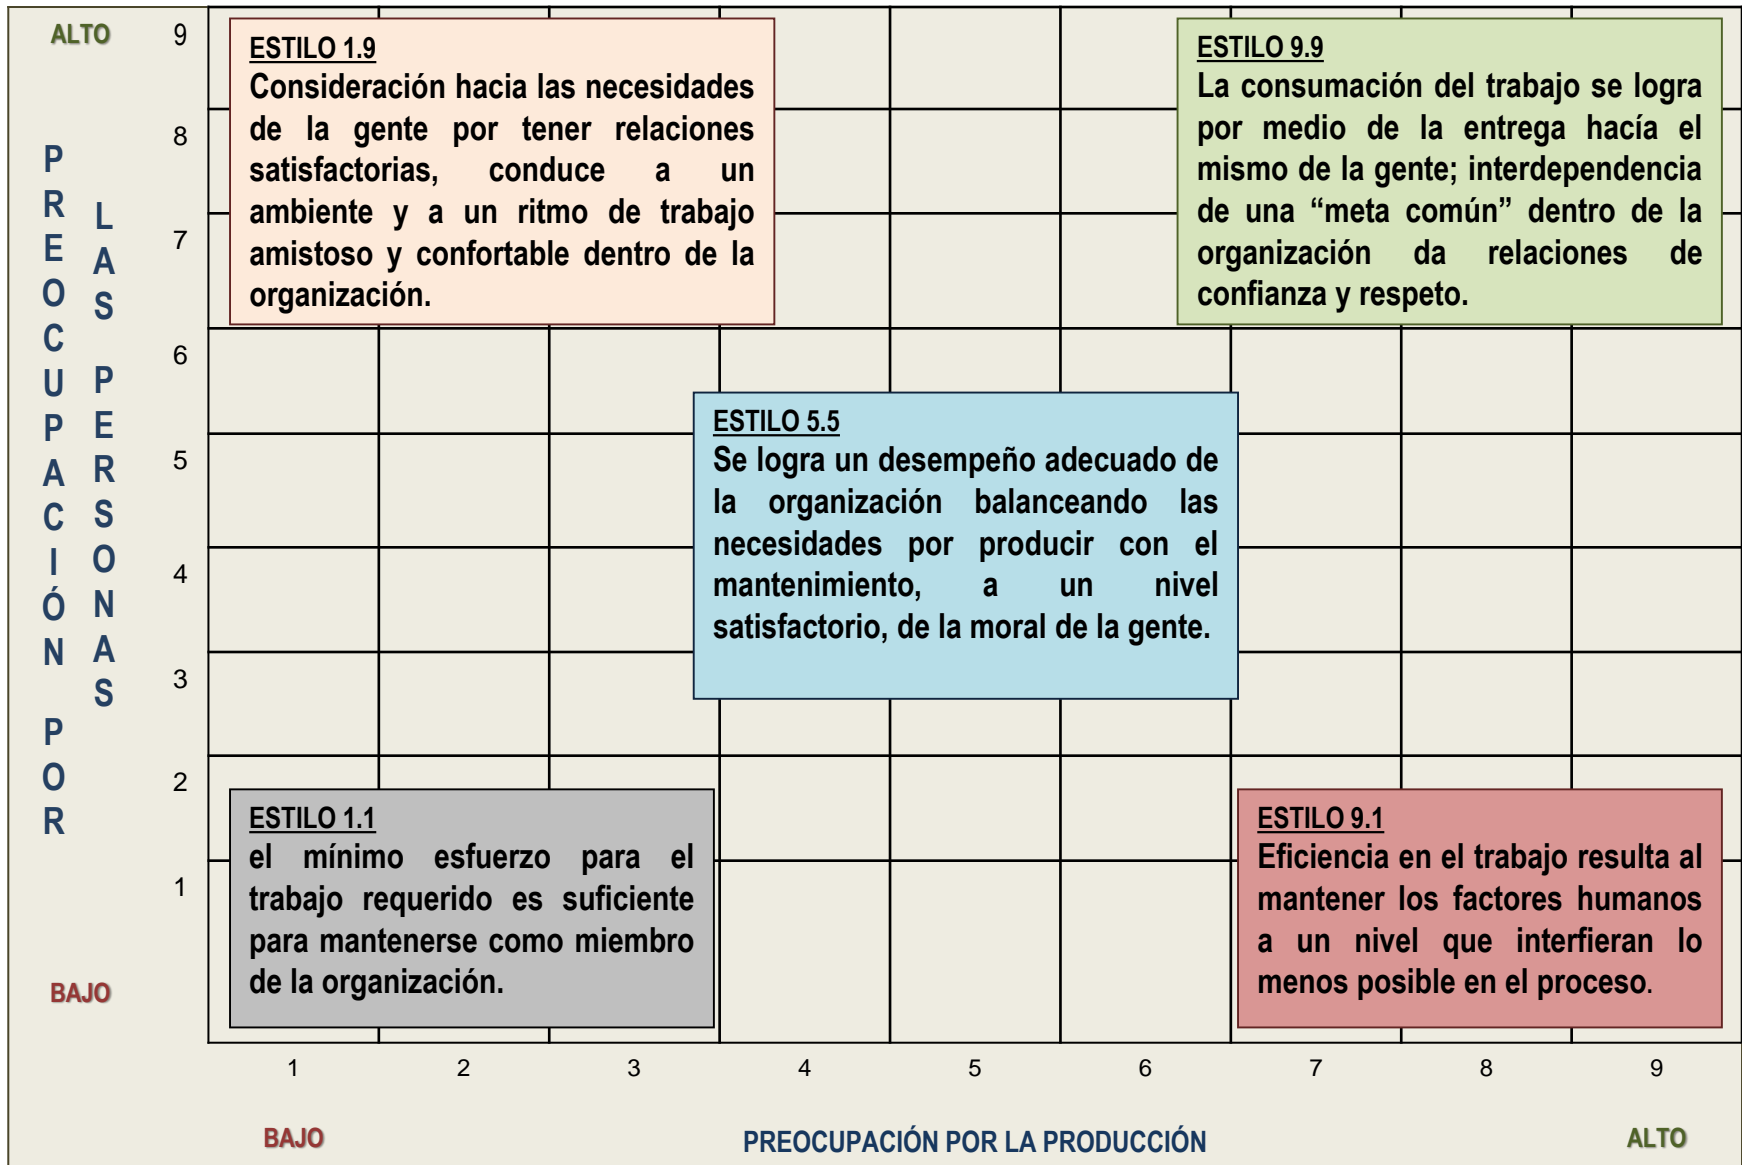 ALTO
PREOCUPACIÓN POR
LAS PERSONAS
BAJO
9
8
7
6
5
4
3
2
1
ESTILO 1.9
Consideración hacia las necesidades
de la gente por tener relaciones
satisfactorias, conduce a un
ambiente y a un ritmo de trabajo
amistoso y confortable dentro de la
organización.
ESTILO 9.9
La consumación del trabajo se logra
por medio de la entrega hacía el
mismo de la gente; interdependencia
de una “meta común” dentro de la
organización da relaciones de
confianza y respeto.
ESTILO 5.5
Se logra un desempeño adecuado de
la organización balanceando las
necesidades por producir con el
mantenimiento, a un nivel
satisfactorio, de la moral de la gente.
ESTILO 1.1
el mínimo esfuerzo para el
trabajo requerido es suficiente
para mantenerse como miembro
de la organización.
ESTILO 9.1
Eficiencia en el trabajo resulta al
mantener los factores humanos
a un nivel que interfieran lo
menos posible en el proceso.
1 2 3 4 5 6 7 8 9
BAJO PREOCUPACIÓN POR LA PRODUCCIÓN ALTO